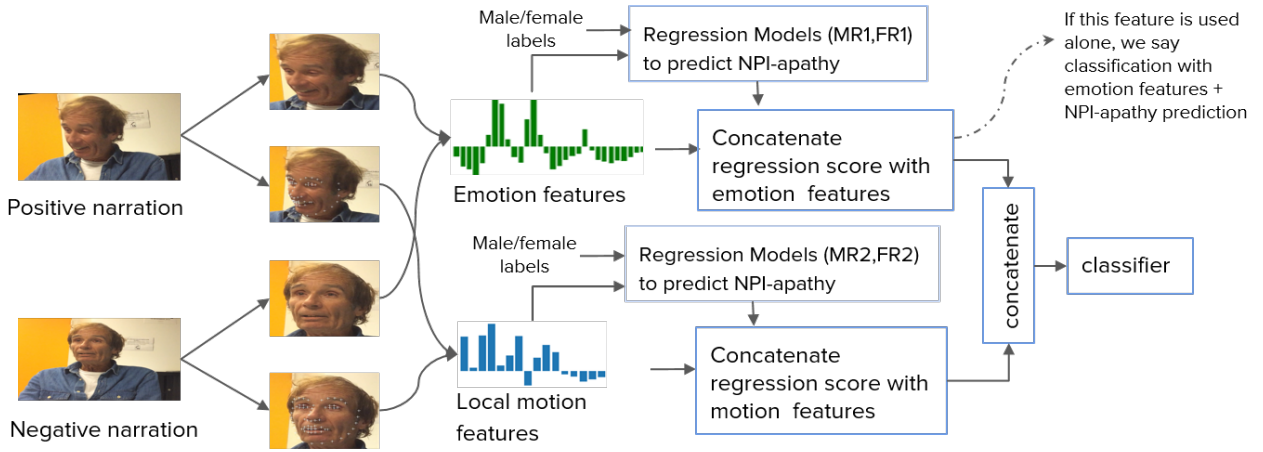 Male/female
labels
Regression Models (MR1,FR1)
to predict NPI-apathy
If this feature is used
alone, we say
classification with
emotion features +
NPI-apathy prediction
Positive narration
Emotion features
Concatenate
regression score with
emotion features
Male/female
labels
Regression Models (MR2,FR2)
to predict NPI-apathy
concatenate
classifier
Negative narration
Local motion
features
Concatenate
regression score with
motion features